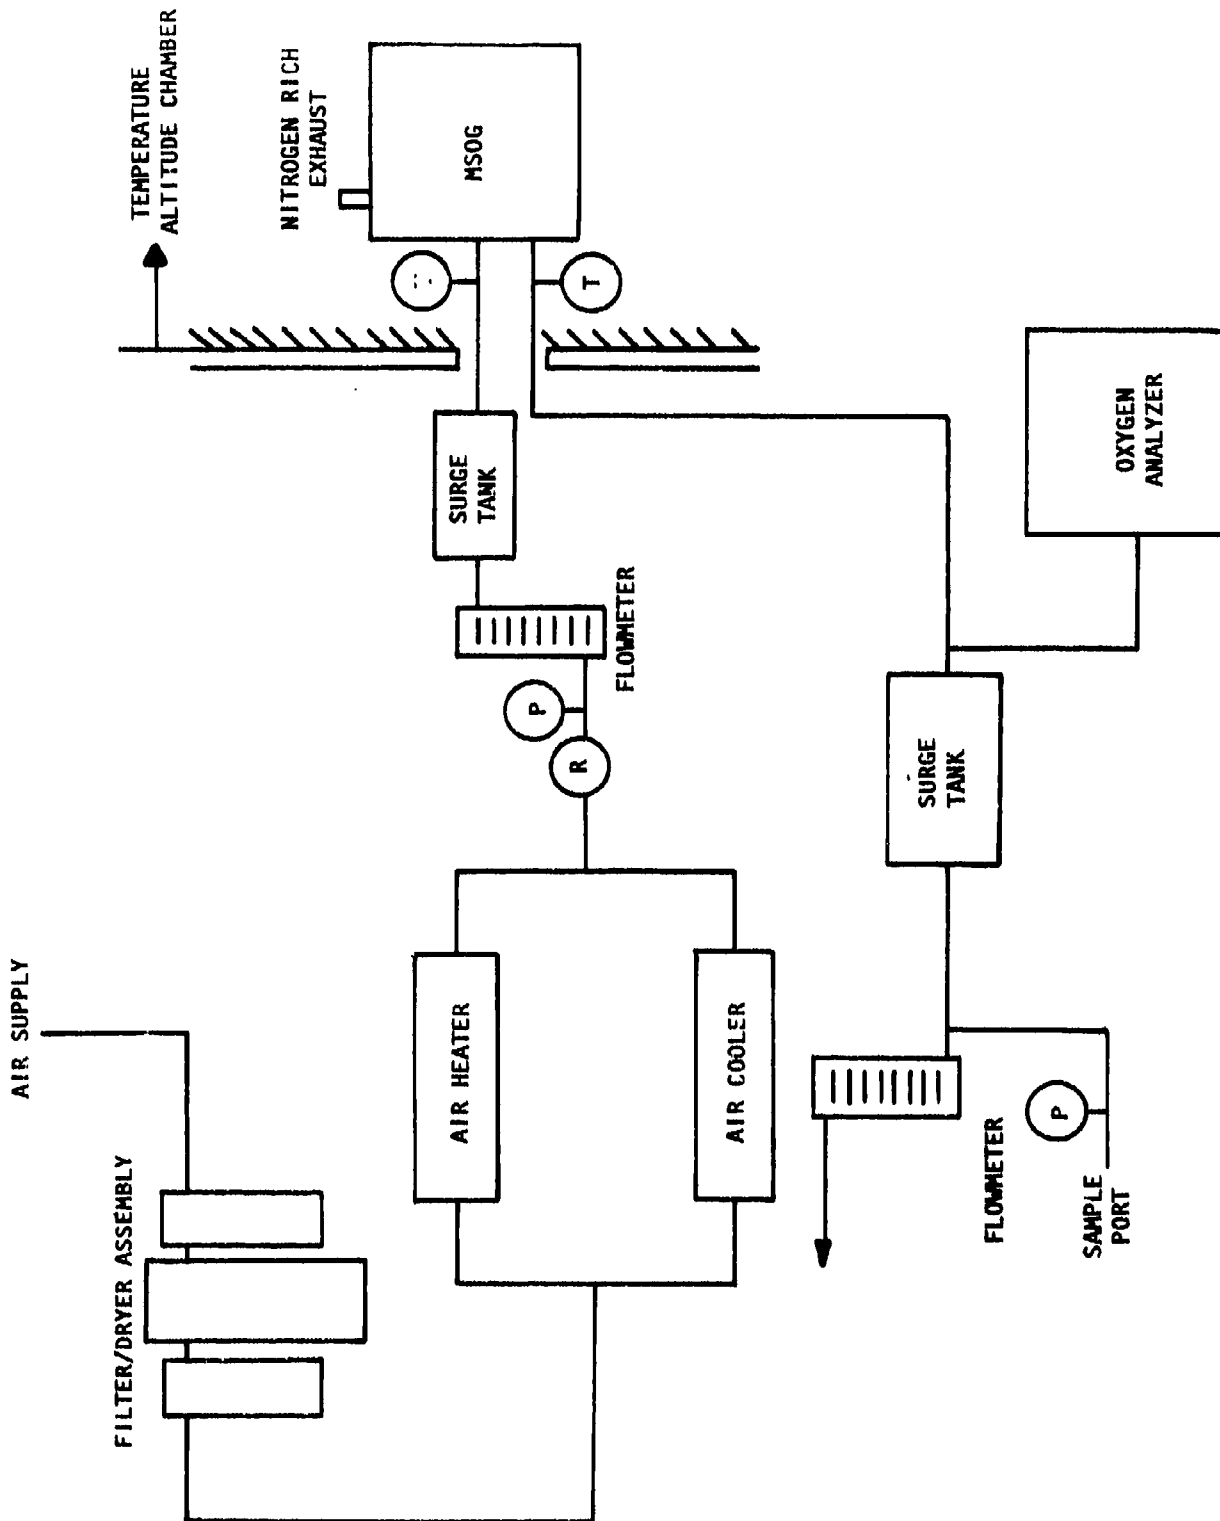 TEMPERATURE
ALTITUDE CHAMBER
NITROGEN RICH
EXHAUST
MSOG
T
SURGE
TANK
FLOWMETER
P
R
AIR SUPPLY
FILTER/DRYER ASSEMBLY
AIR HEATER
AIR COOLER
OXYGEN
ANALYZER
SURGE
TANK
FLOWMETER
P
SAMPLE
PORT